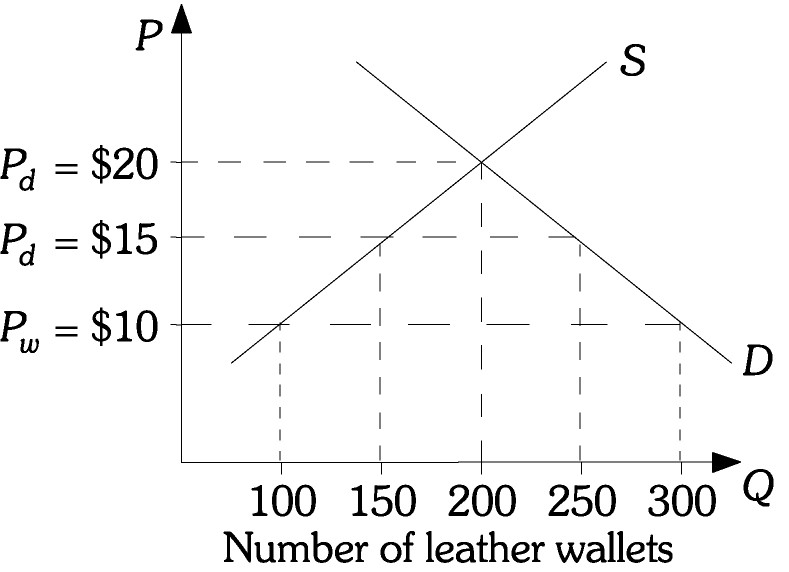 P
S
P_d = $20
P_d = $15
P_w = $10
D
Q
100 150 200 250 300
Number of leather wallets